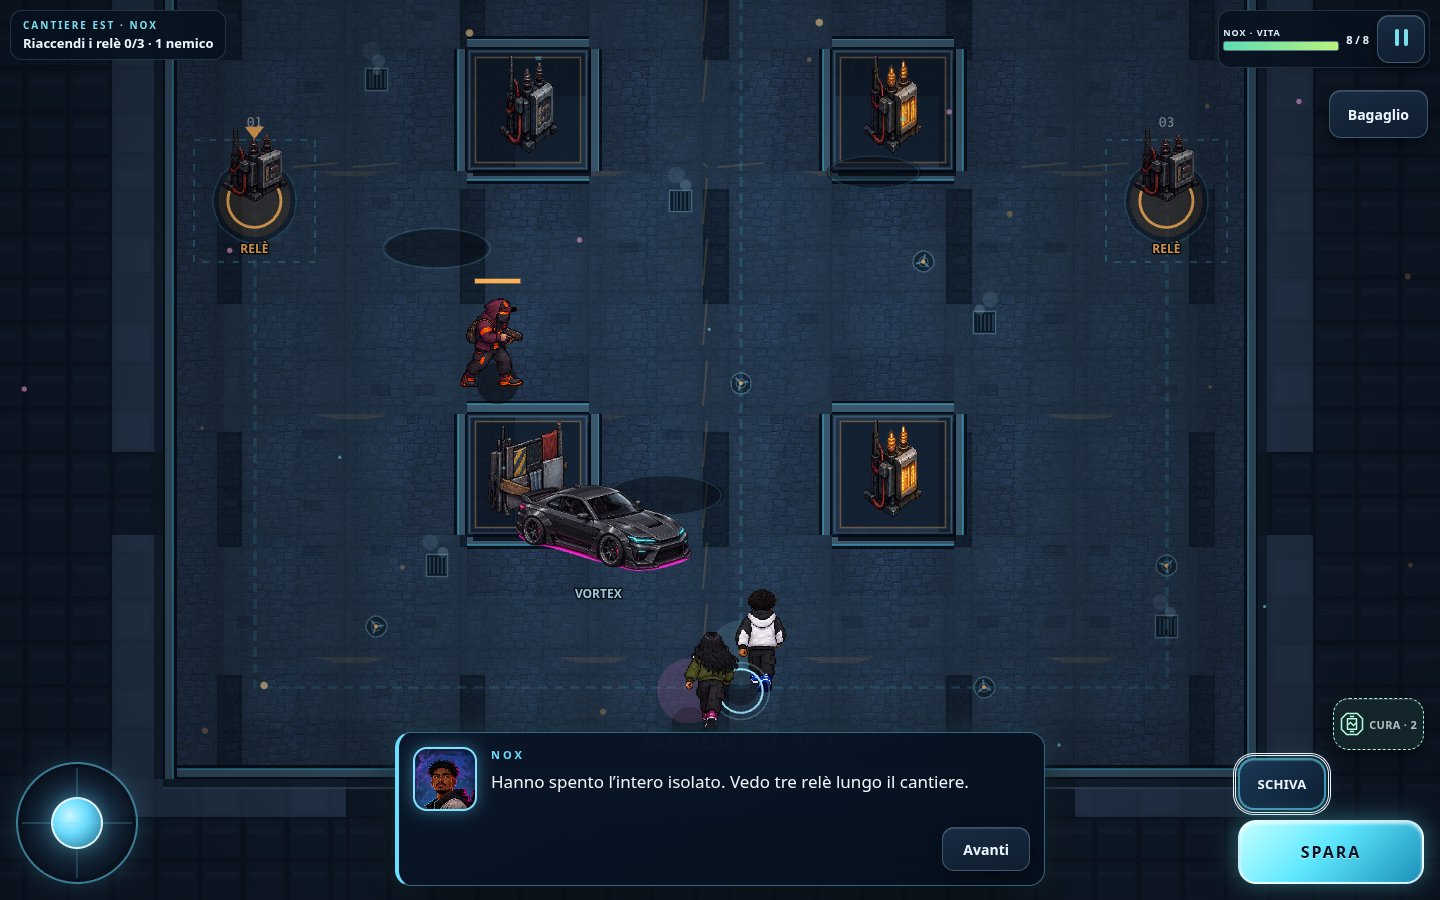 CANTIERE EST · NOX
Riaccendi i relè 0/3 · 1 nemico
NOX · VITA
8 / 8
Bagaglio
01
RELÈ
03
RELÈ
VORTEX
NOX
Hanno spento l’intero isolato. Vedo tre relè lungo il cantiere.
Avanti
CURA · 2
SCHIVA
SPARA